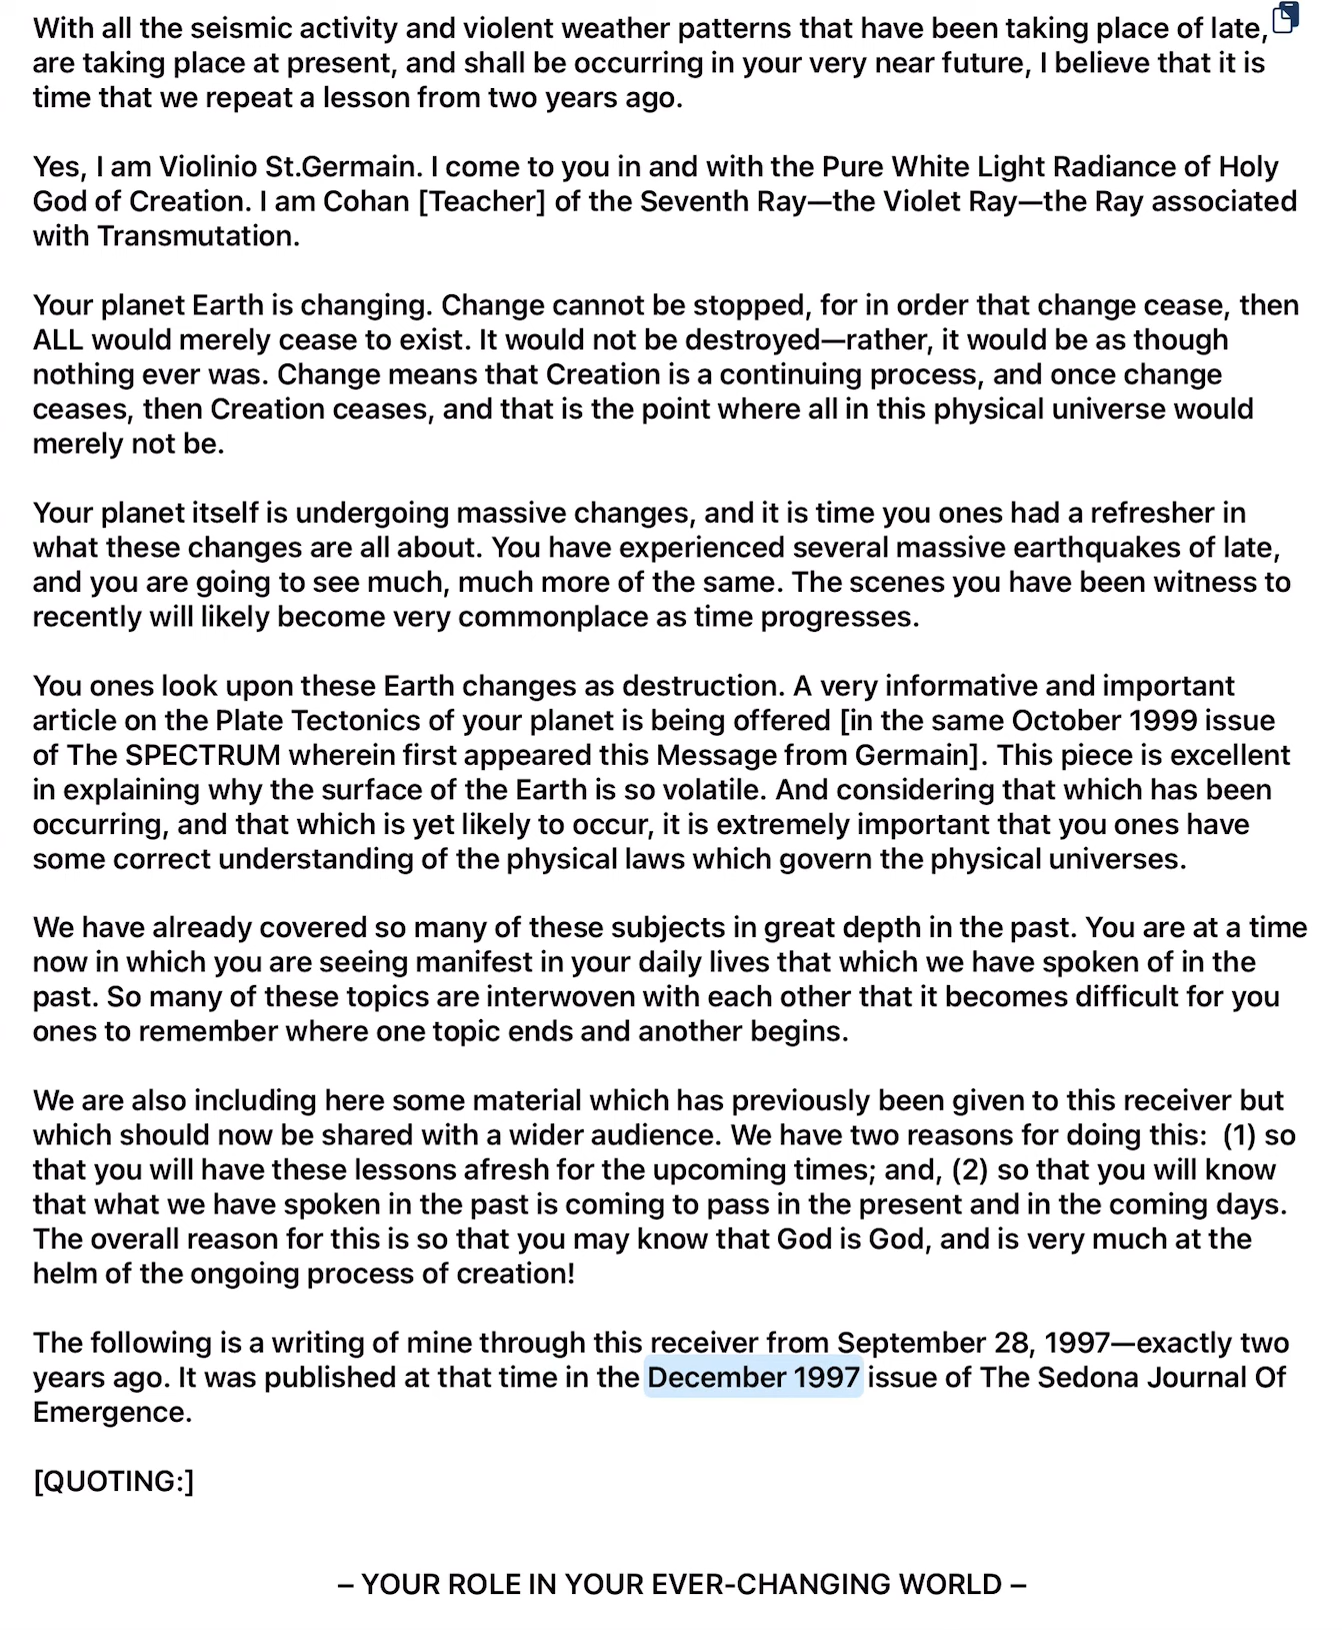 With all the seismic activity and violent weather patterns that have been taking place of late,
are taking place at present, and shall be occurring in your very near future, I believe that it is
time that we repeat a lesson from two years ago.
Yes, I am Violinio St.Germain. I come to you in and with the Pure White Light Radiance of Holy
God of Creation. I am Cohan [Teacher] of the Seventh Ray—the Violet Ray—the Ray associated
with Transmutation.
Your planet Earth is changing. Change cannot be stopped, for in order that change cease, then
ALL would merely cease to exist. It would not be destroyed—rather, it would be as though
nothing ever was. Change means that Creation is a continuing process, and once change
ceases, then Creation ceases, and that is the point where all in this physical universe would
merely not be.
Your planet itself is undergoing massive changes, and it is time you ones had a refresher in
what these changes are all about. You have experienced several massive earthquakes of late,
and you are going to see much, much more of the same. The scenes you have been witness to
recently will likely become very commonplace as time progresses.
You ones look upon these Earth changes as destruction. A very informative and important
article on the Plate Tectonics of your planet is being offered [in the same October 1999 issue
of The SPECTRUM wherein first appeared this Message from Germain]. This piece is excellent
in explaining why the surface of the Earth is so volatile. And considering that which has been
occurring, and that which is yet likely to occur, it is extremely important that you ones have
some correct understanding of the physical laws which govern the physical universes.
We have already covered so many of these subjects in great depth in the past. You are at a time
now in which you are seeing manifest in your daily lives that which we have spoken of in the
past. So many of these topics are interwoven with each other that it becomes difficult for you
ones to remember where one topic ends and another begins.
We are also including here some material which has previously been given to this receiver but
which should now be shared with a wider audience. We have two reasons for doing this:  (1) so
that you will have these lessons afresh for the upcoming times; and, (2) so that you will know
that what we have spoken in the past is coming to pass in the present and in the coming days.
The overall reason for this is so that you may know that God is God, and is very much at the
helm of the ongoing process of creation!
The following is a writing of mine through this receiver from September 28, 1997—exactly two
years ago. It was published at that time in the December 1997 issue of The Sedona Journal Of
Emergence.
[QUOTING:]
– YOUR ROLE IN YOUR EVER-CHANGING WORLD –